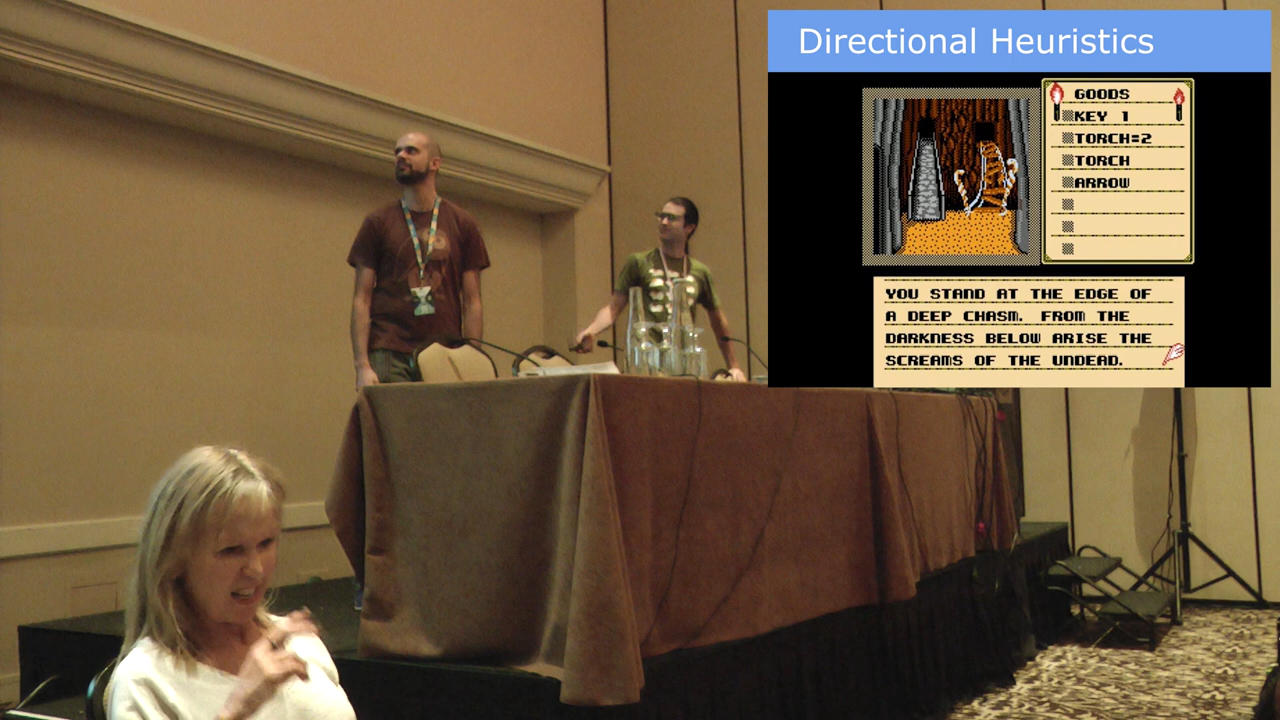 Directional Heuristics
GOODS
KEY 1
TORCH=2
TORCH
ARROW
YOU STAND AT THE EDGE OF
A DEEP CHASM. FROM THE
DARKNESS BELOW ARISE THE
SCREAMS OF THE UNDEAD.